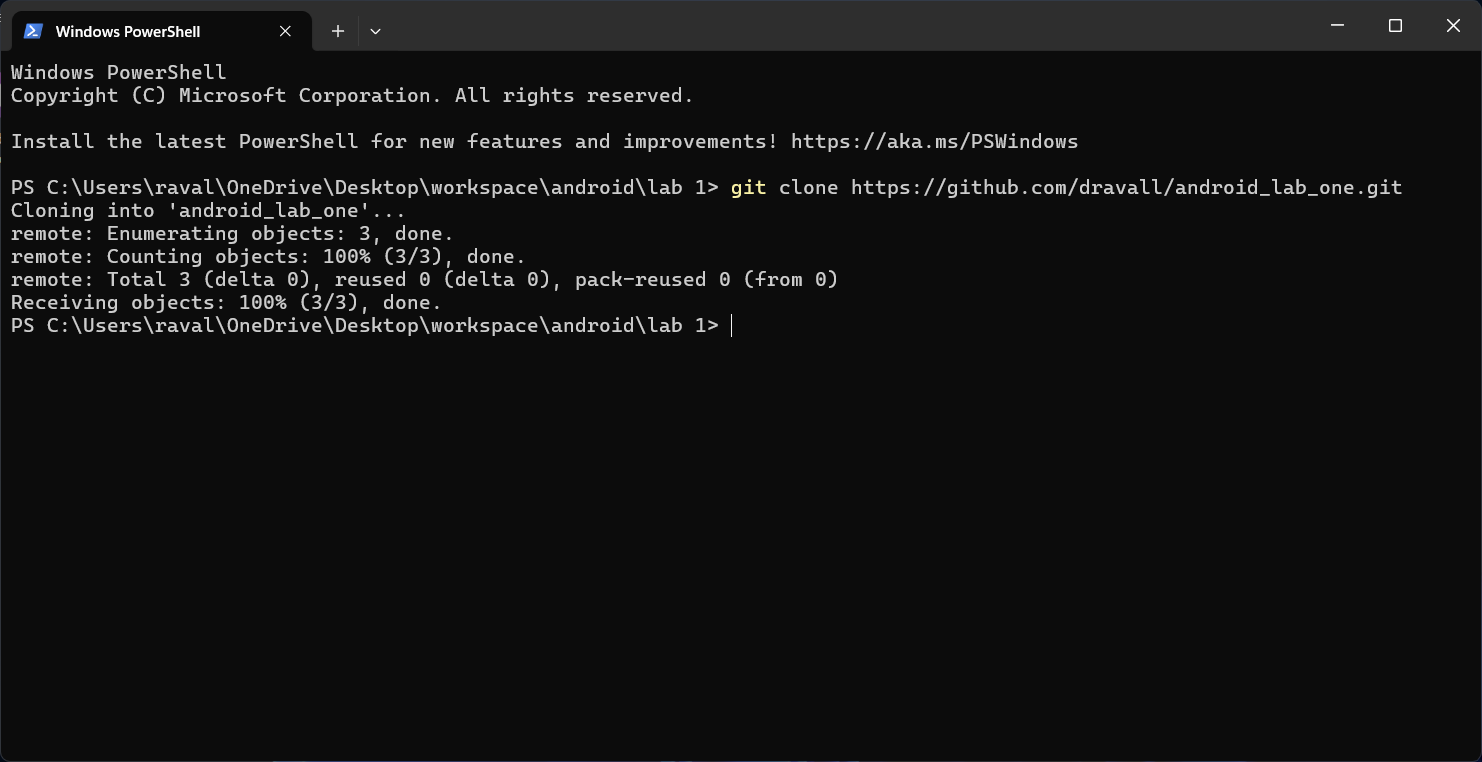 Windows PowerShell
Windows PowerShell
Copyright (C) Microsoft Corporation. All rights reserved.
Install the latest PowerShell for new features and improvements! https://aka.ms/PSWindows
PS C:\Users\raval\OneDrive\Desktop\workspace\android\lab 1> git clone https://github.com/dravall/android_lab_one.git
Cloning into 'android_lab_one'...
remote: Enumerating objects: 3, done.
remote: Counting objects: 100% (3/3), done.
remote: Total 3 (delta 0), reused 0 (delta 0), pack-reused 0 (from 0)
Receiving objects: 100% (3/3), done.
PS C:\Users\raval\OneDrive\Desktop\workspace\android\lab 1>